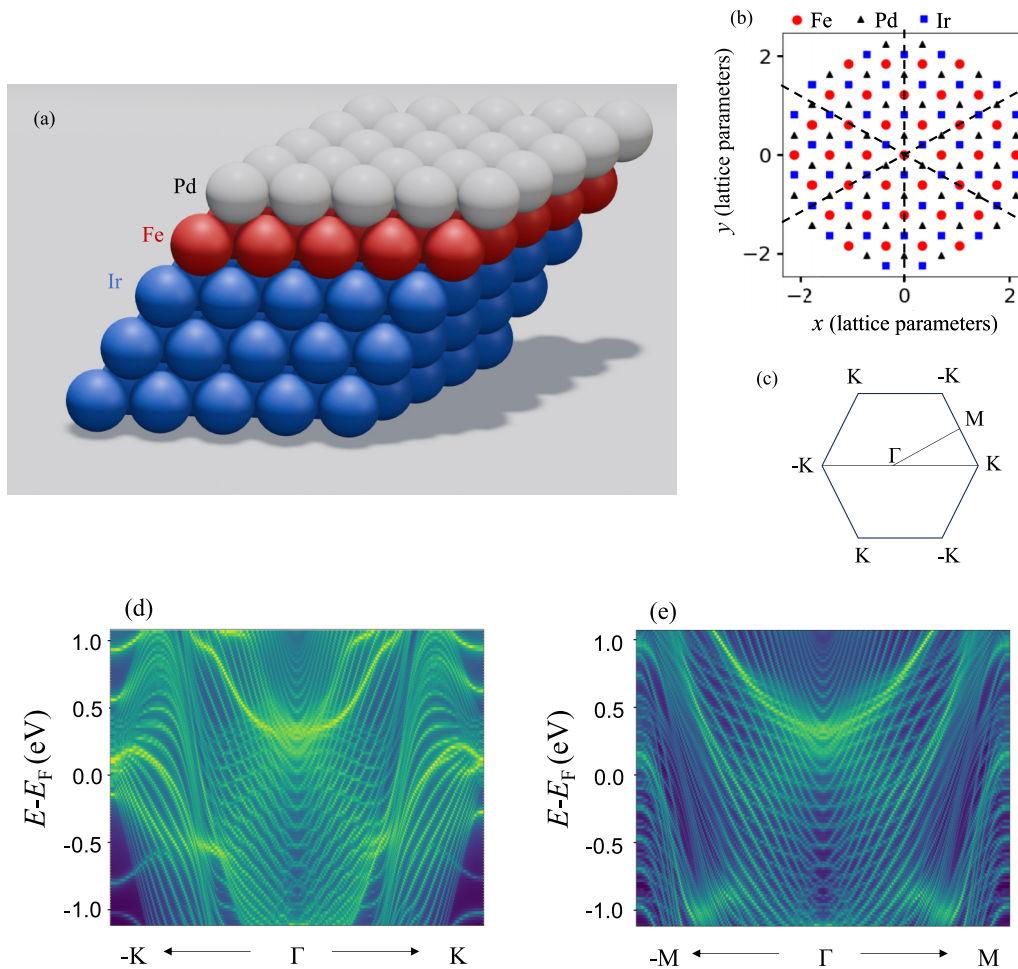 (a)
Pd
Fe
Ir
(b)
Fe Pd Ir
2
0
−2
y (lattice parameters)
−2 0 2
x (lattice parameters)
(c)
K -K
M
Γ
-K K
K -K
(d)
1.0
0.5
0.0
-0.5
-1.0
E-EF (eV)
-K Γ K
(e)
1.0
0.5
0.0
-0.5
-1.0
E-EF (eV)
-M Γ M